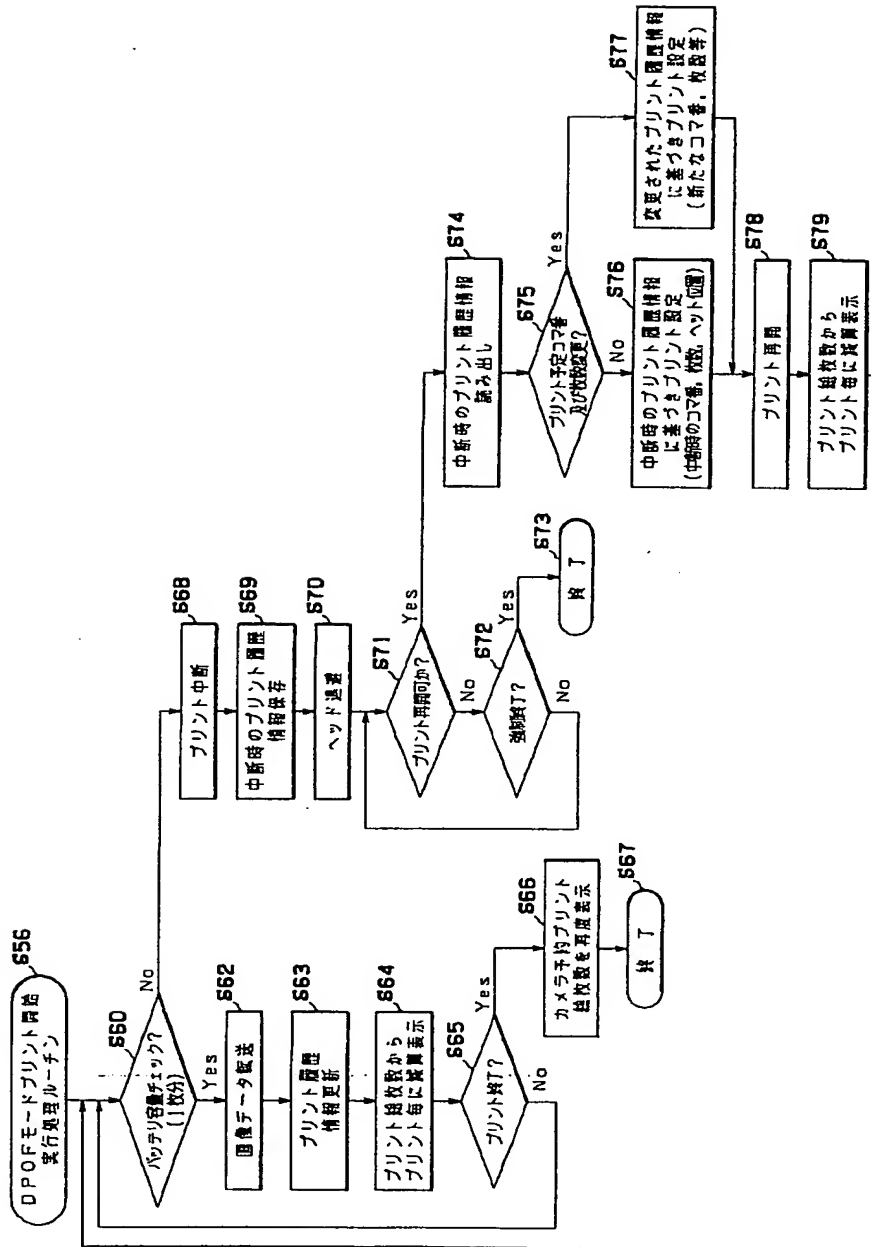 S56
DPOFモードプリント開始
実行処理ルーチン
S60
バッテリ容量チェック?
(1枚分)
No
Yes
S62
画像データ転送
S63
プリント履歴
情報更新
S64
プリント総枚数から
プリント毎に減算表示
S65
プリント終了?
Yes
No
S66
カメラ予約プリント
総枚数を再度表示
S67
終了
S68
プリント中断
S69
中断時のプリント履歴
情報保存
S70
ヘッド退避
S71
プリント再開可か?
Yes
No
S72
強制終了?
Yes
No
S73
終了
S74
中断時のプリント履歴情報
読み出し
S75
プリント予定コマ番
及び枚数変更?
Yes
No
S76
中断時のプリント履歴情報
に基づきプリント設定
(中断時のコマ番,枚数,ヘット位置)
S77
変更されたプリント履歴情報
に基づきプリント設定
(新たなコマ番,枚数等)
S78
プリント再開
S79
プリント総枚数から
プリント毎に減算表示